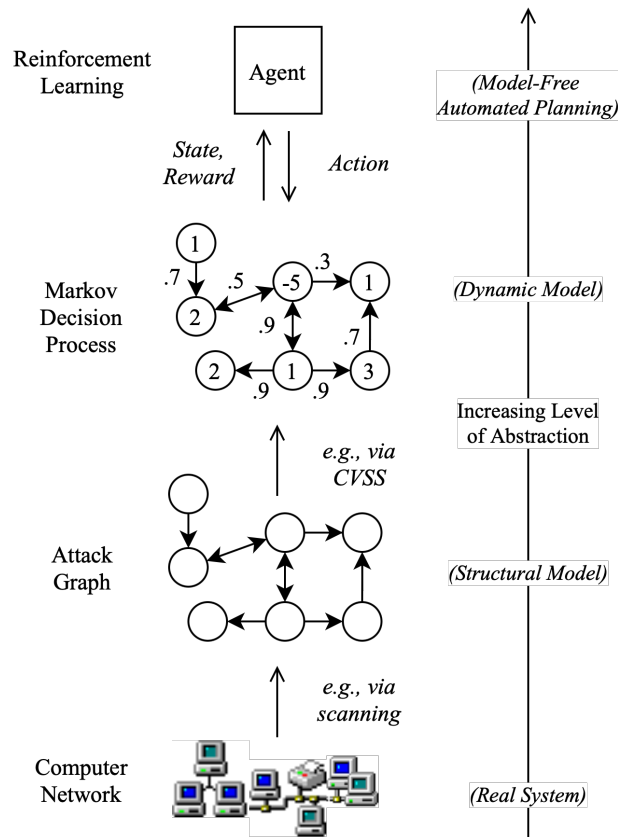 Reinforcement
Learning
Agent
(Model-Free
Automated Planning)
State,
Reward
Action
Markov
Decision
Process
1
.7
2
.5
-5
.3
1
.9
.7
2
.9
1
.9
3
(Dynamic Model)
Increasing Level
of Abstraction
e.g., via
CVSS
Attack
Graph
(Structural Model)
e.g., via
scanning
Computer
Network
(Real System)